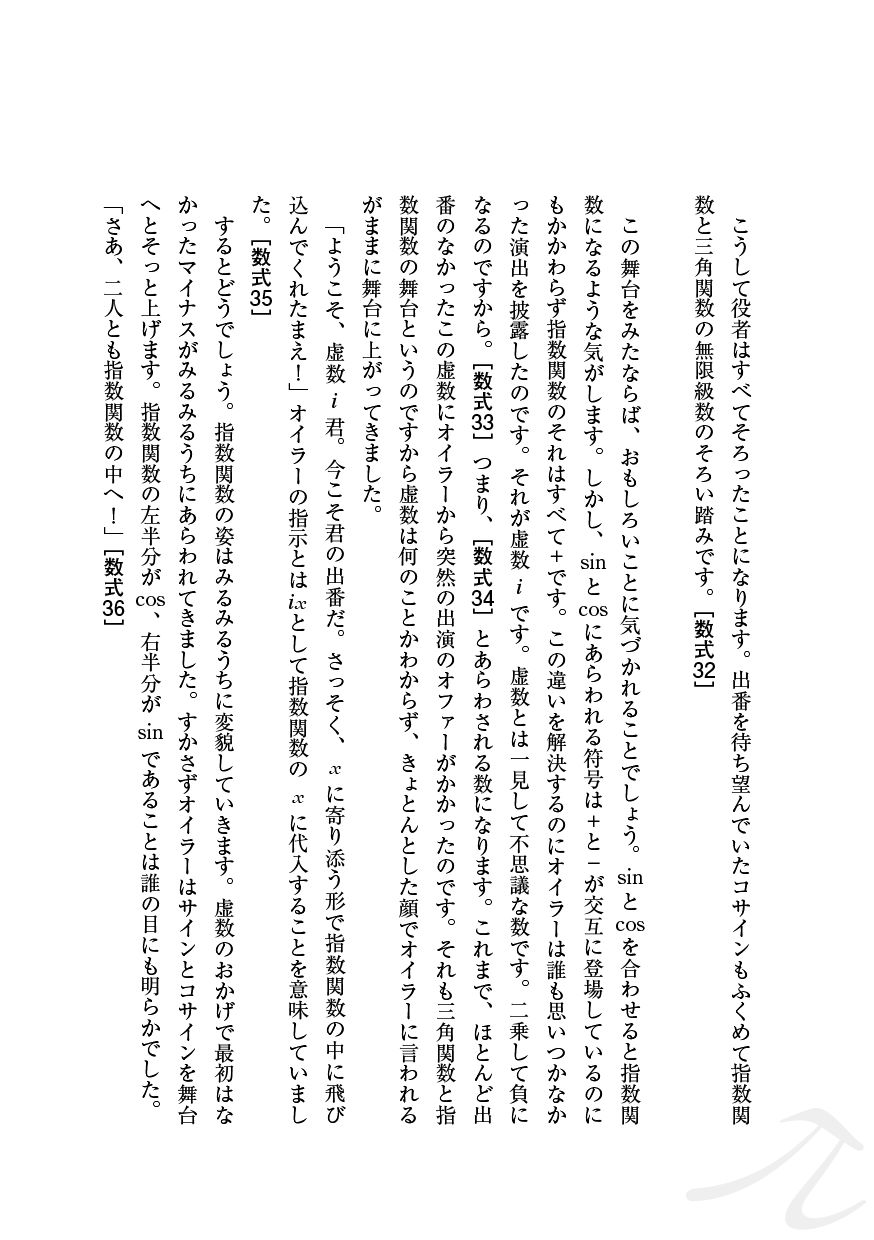 こうして役者はすべてそろったことになります。出番を待ち望んでいたコサインもふくめて指数関
数と三角関数の無限級数のそろい踏みです。［数式32］
　この舞台をみたならば、おもしろいことに気づかれることでしょう。sinとcosを合わせると指数関
数になるような気がします。しかし、sinとcosにあらわれる符号は＋と－が交互に登場しているのに
もかかわらず指数関数のそれはすべて＋です。この違いを解決するのにオイラーは誰も思いつかなか
った演出を披露したのです。それが虚数 i です。虚数とは一見して不思議な数です。二乗して負に
なるのですから。［数式33］つまり、［数式34］とあらわされる数になります。これまで、ほとんど出
番のなかったこの虚数にオイラーから突然の出演のオファーがかかったのです。それも三角関数と指
数関数の舞台というのですから虚数は何のことかわからず、きょとんとした顔でオイラーに言われる
がままに舞台に上がってきました。
　「ようこそ、虚数 i 君。今こそ君の出番だ。さっそく、x に寄り添う形で指数関数の中に飛び
込んでくれたまえ！」オイラーの指示とはixとして指数関数の x に代入することを意味していまし
た。［数式35］
　するとどうでしょう。指数関数の姿はみるみるうちに変貌していきます。虚数のおかげで最初はな
かったマイナスがみるみるうちにあらわれてきました。すかさずオイラーはサインとコサインを舞台
へとそっと上げます。指数関数の左半分がcos、右半分が sin であることは誰の目にも明らかでした。
「さあ、二人とも指数関数の中へ！」［数式36］
π